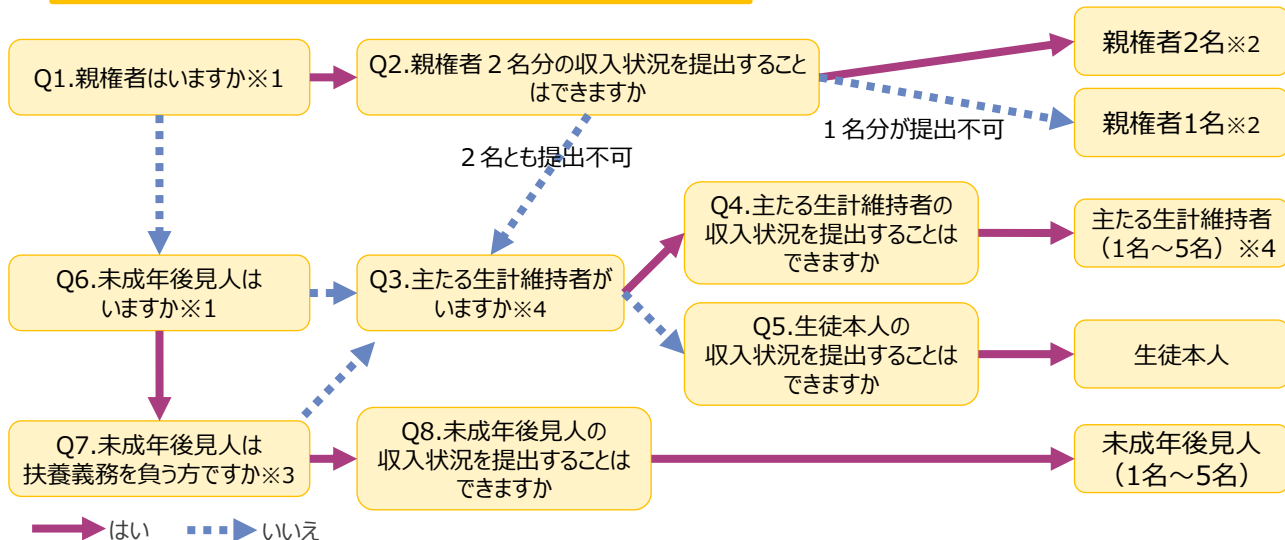 Q1.親権者はいますか※1
Q2.親権者２名分の収入状況を提出すること
はできますか
親権者2名※2
親権者1名※2
１名分が提出不可
２名とも提出不可
Q4.主たる生計維持者の
収入状況を提出することは
できますか
主たる生計維持者
（1名～5名）※4
Q6.未成年後見人は
いますか※1
Q3.主たる生計維持者が
いますか※4
Q5.生徒本人の
収入状況を提出することは
できますか
生徒本人
Q7.未成年後見人は
扶養義務を負う方ですか※3
Q8.未成年後見人の
収入状況を提出することは
できますか
未成年後見人
（1名～5名）
はい
いいえ